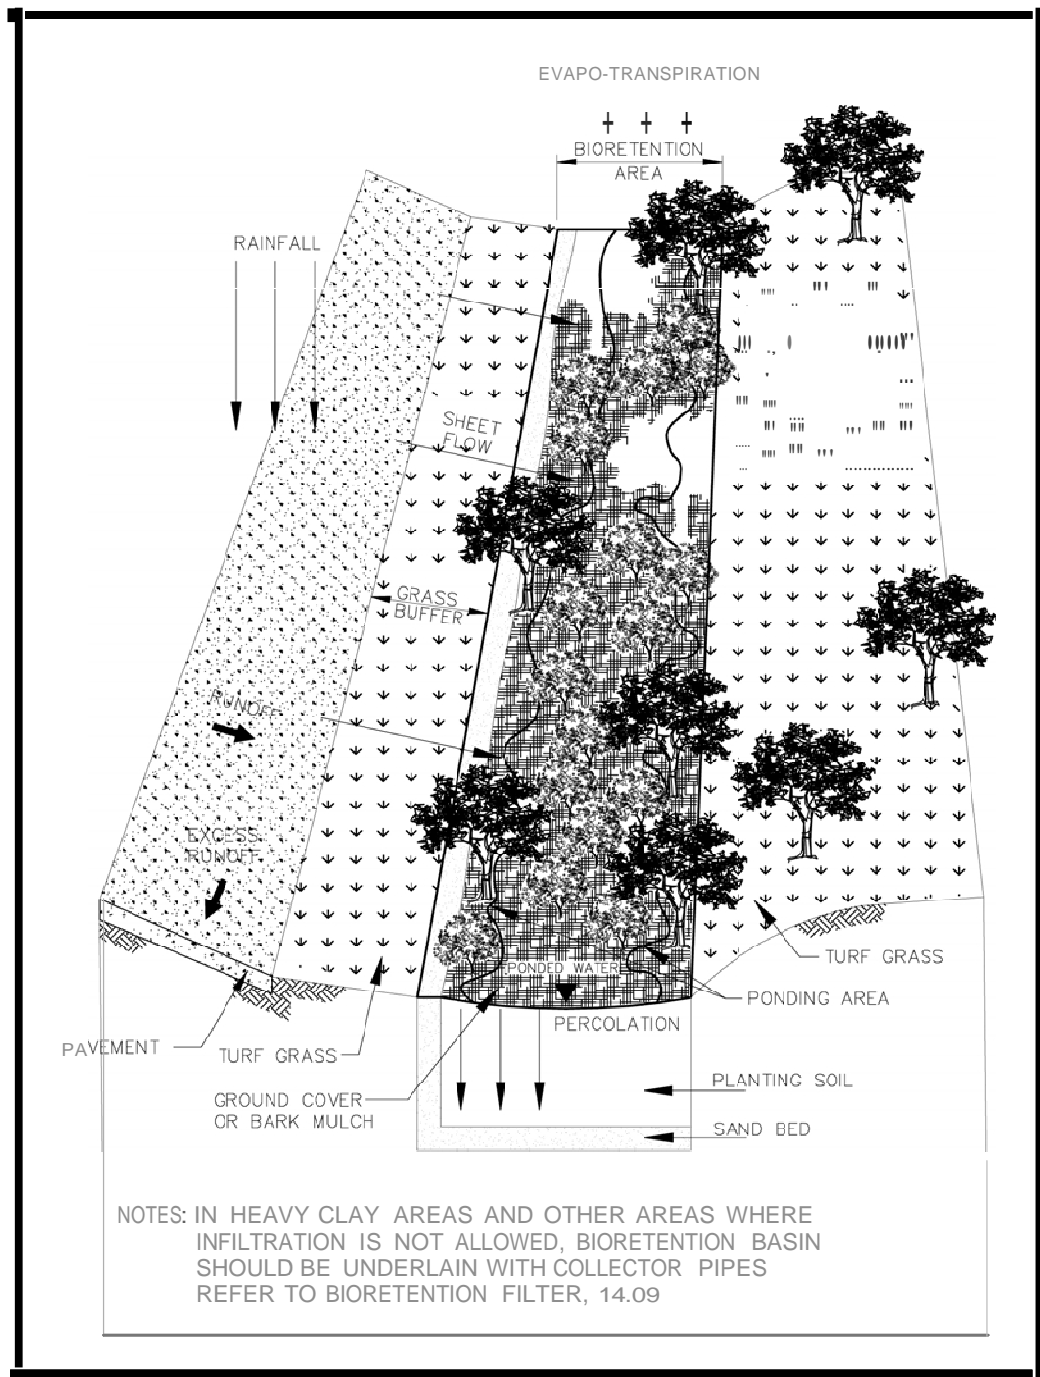 EVAPO-TRANSPIRATION
BIORETENTION
AREA
RAINFALL
SHEET
FLOW
GRASS
BUFFER
RUNOFF
EXCESS
RUNOFF
PONDED WATER
TURF GRASS
PONDING AREA
PERCOLATION
PAVEMENT
TURF GRASS
GROUND COVER
OR BARK MULCH
PLANTING SOIL
SAND BED
NOTES: IN HEAVY CLAY AREAS AND OTHER AREAS WHERE
INFILTRATION IS NOT ALLOWED, BIORETENTION BASIN
SHOULD BE UNDERLAIN WITH COLLECTOR PIPES
REFER TO BIORETENTION FILTER, 14.09